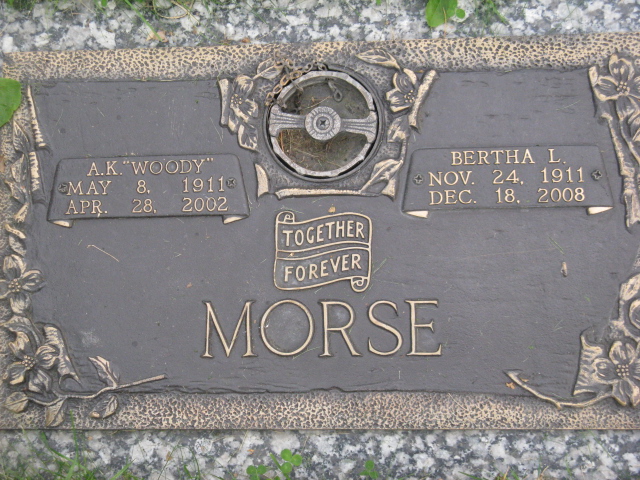 A.K. "WOODY"
MAY 8, 1911
APR. 28, 2002
BERTHA L.
NOV. 24, 1911
DEC. 18, 2008
TOGETHER
FOREVER
MORSE